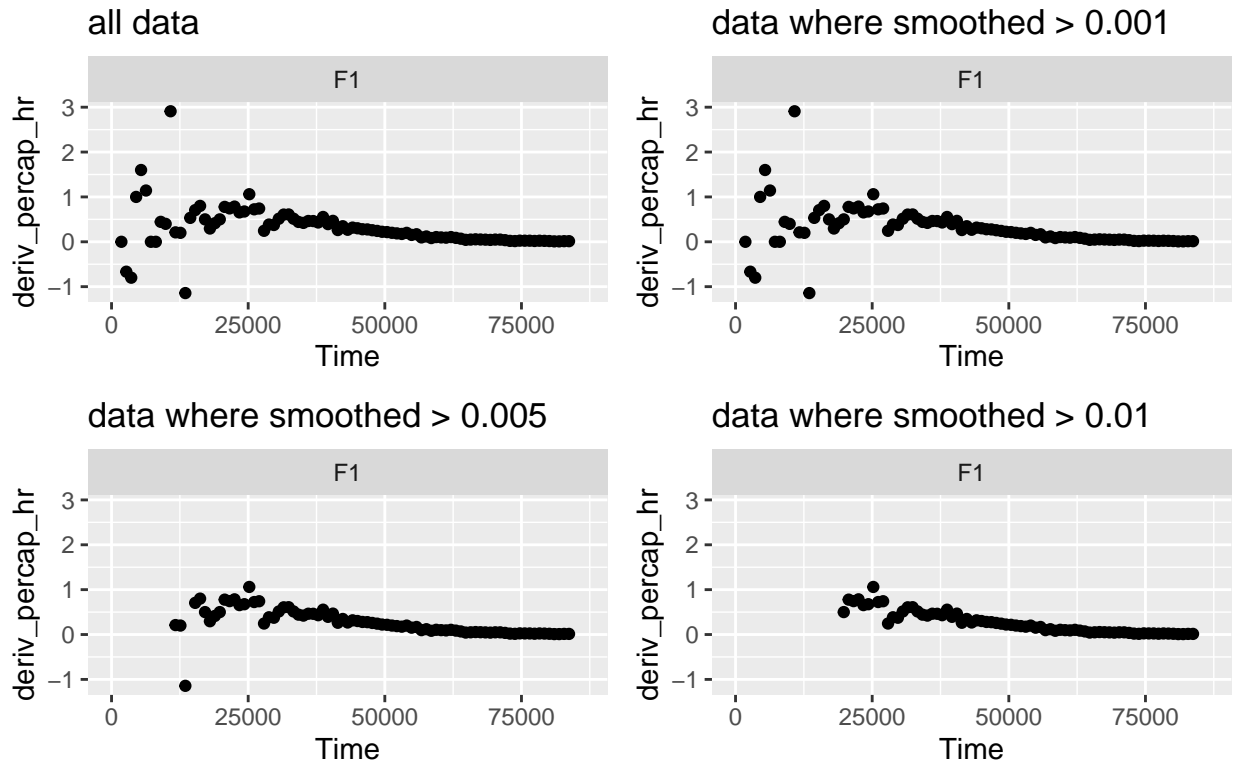 all data
F1
deriv_percap_hr
3
2
1
0
−1
0 25000 50000 75000
Time
data where smoothed > 0.001
F1
deriv_percap_hr
3
2
1
0
−1
0 25000 50000 75000
Time
data where smoothed > 0.005
F1
deriv_percap_hr
3
2
1
0
−1
0 25000 50000 75000
Time
data where smoothed > 0.01
F1
deriv_percap_hr
3
2
1
0
−1
0 25000 50000 75000
Time